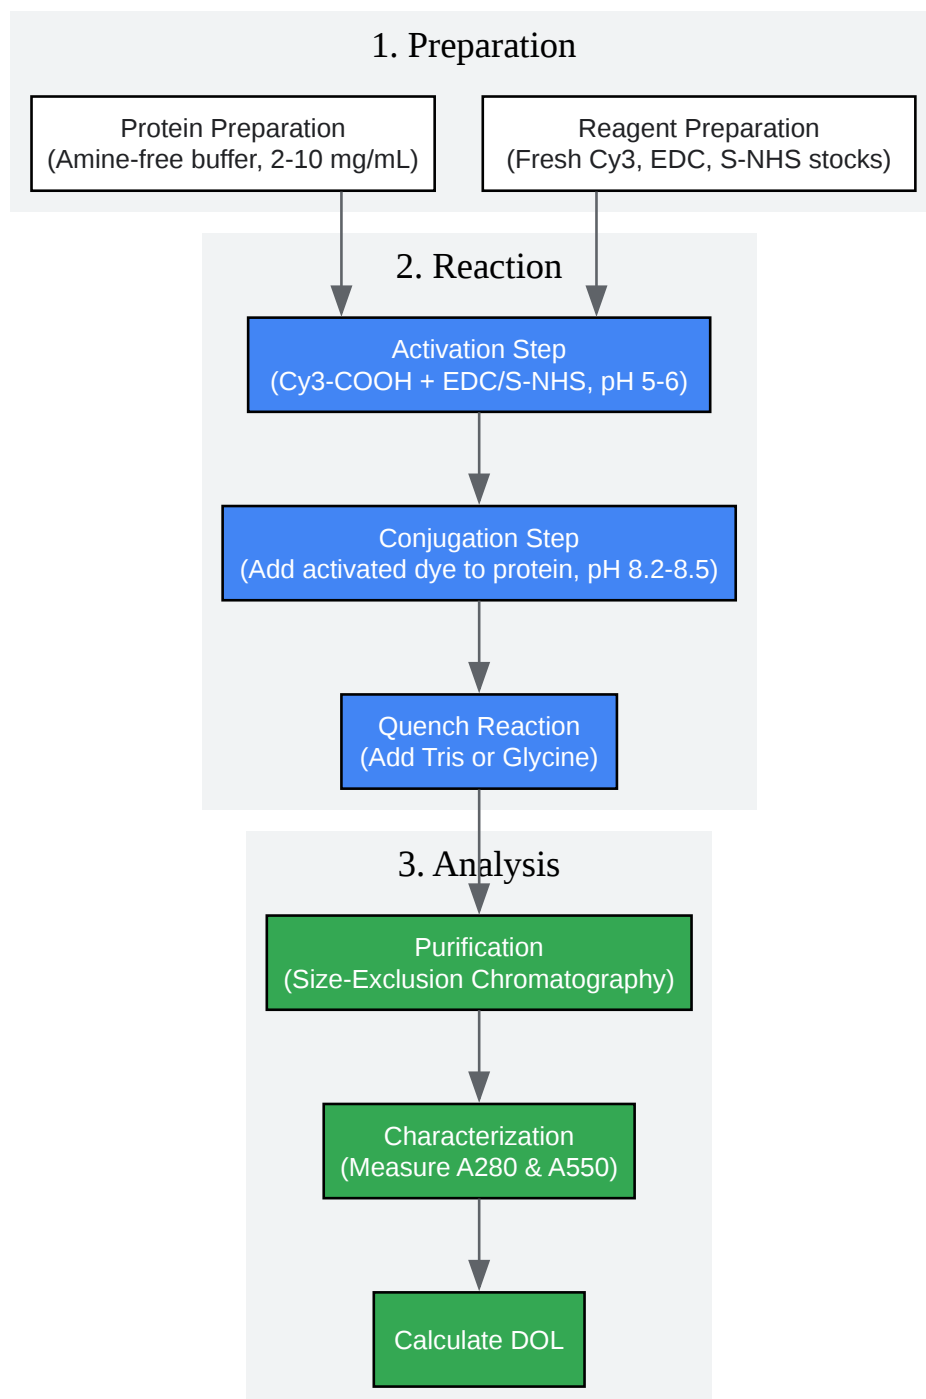 1. Preparation
Protein Preparation
(Amine-free buffer, 2-10 mg/mL)
Reagent Preparation
(Fresh Cy3, EDC, S-NHS stocks)
2. Reaction
Activation Step
(Cy3-COOH + EDC/S-NHS, pH 5-6)
Conjugation Step
(Add activated dye to protein, pH 8.2-8.5)
Quench Reaction
(Add Tris or Glycine)
3. Analysis
Purification
(Size-Exclusion Chromatography)
Characterization
(Measure A280 & A550)
Calculate DOL